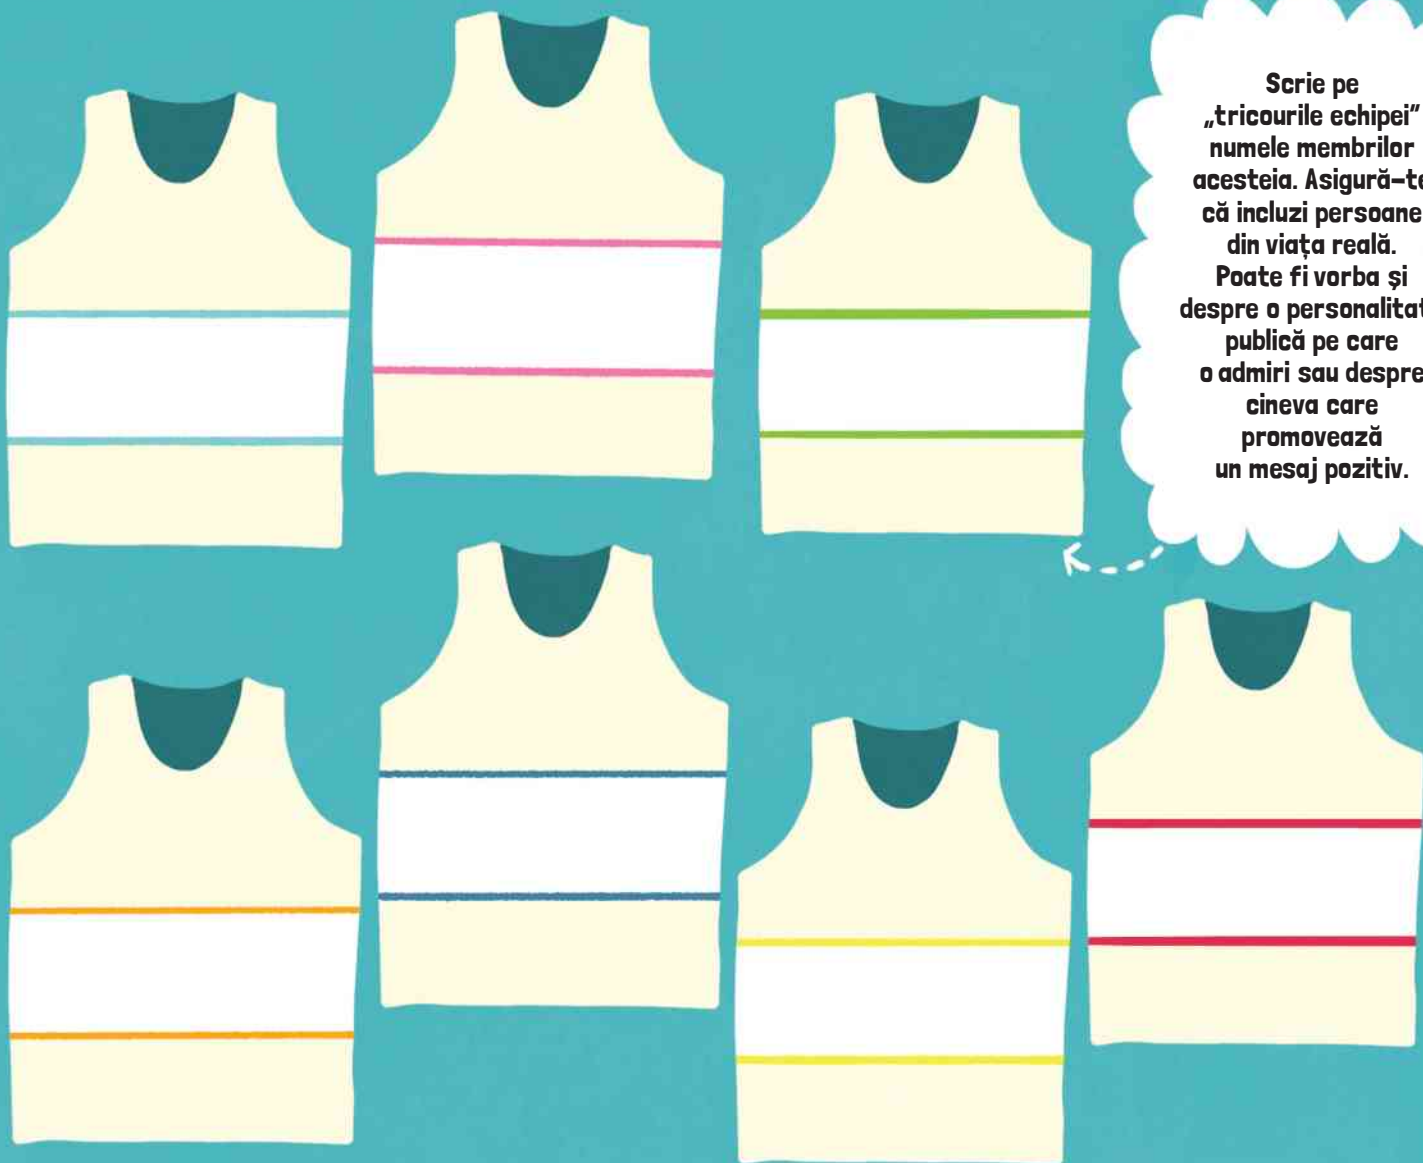 Scrie pe
„tricourile echipei”
numele membrilor
acesteia. Asigură-te
că incluzi persoane
din viața reală.
Poate fi vorba și
despre o personalitat
publică pe care
o admiri sau despre
cineva care
promovează
un mesaj pozitiv.